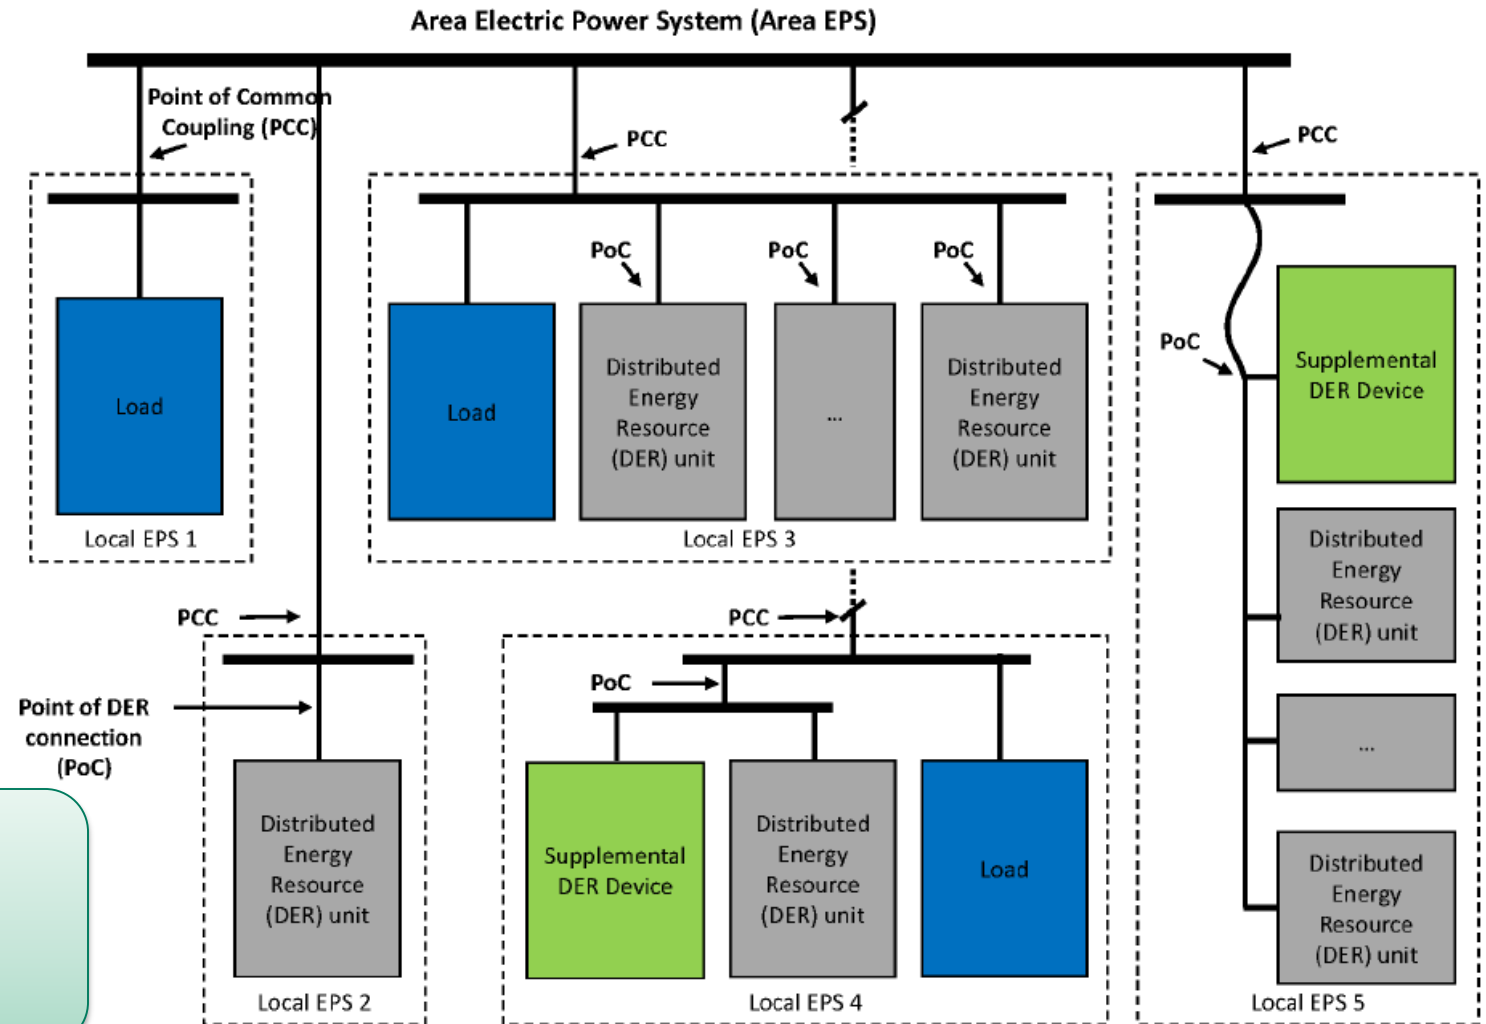 Area Electric Power System (Area EPS)
Point of Common
Coupling (PCC)
PCC
PCC
Load
Local EPS 1
PoC
PoC
PoC
Load
Distributed
Energy
Resource
(DER) unit
...
Distributed
Energy
Resource
(DER) unit
Local EPS 3
PoC
Supplemental
DER Device
Distributed
Energy
Resource
(DER) unit
...
Distributed
Energy
Resource
(DER) unit
Local EPS 5
PCC
Point of DER
connection
(PoC)
Distributed
Energy
Resource
(DER) unit
Local EPS 2
PCC
PoC
Supplemental
DER Device
Distributed
Energy
Resource
(DER) unit
Load
Local EPS 4